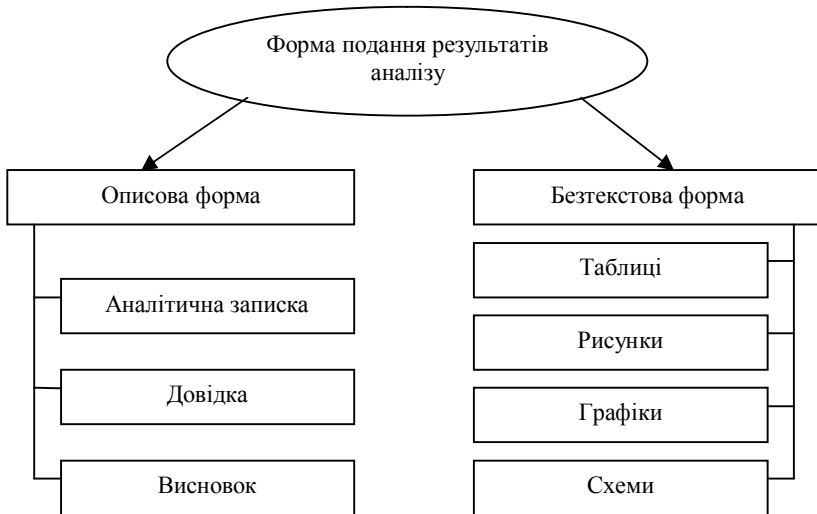 Форма подання результатів
аналізу
Описова форма
Аналітична записка
Довідка
Висновок
Безтекстова форма
Таблиці
Рисунки
Графіки
Схеми